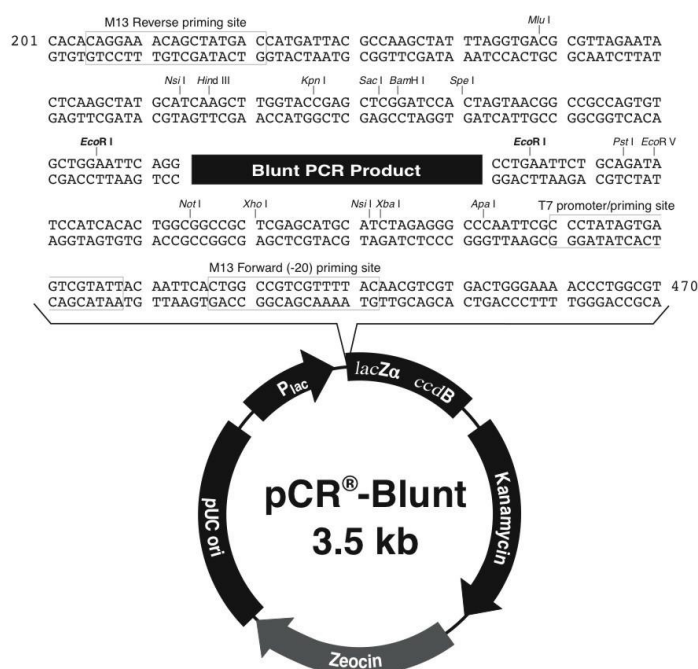 M13 Reverse priming site
Mlu I
201 CACACAGGAA ACAGCTATGAC CATGATTAC GCCAAGCTAT TTAGGTGACG CGTTAGAATA
GTGTGTCCTT TGTCGATACTG GTACTAATG CGGTTCGATA AATCCACTGC GCAATCTTAT
Nsi I Hind III Kpn I Sac I BamH I Spe I
CTCAAGCTAT GCATCAAGCT TGGTACCGAG CTCGGATCCA CTAGTAACGG CCGCCAGTGT
GAGTTCGATA CGTAGTTCGA ACCATGGCTC GAGCCTAGGT GATCATTGCC GGCGGTCACA
EcoR I EcoR I Pst I EcoR V
GCTGGAATTC AGG Blunt PCR Product CCTGAATTCT GCAGATA
CGACCTTAAG TCC GGACTTAAGA CGTCTAT
Not I Xho I Nsi I Xba I Apa I T7 promoter/priming site
TCCATCACAC TGGCGGCCGC TCGAGCATGC ATCTAGAGGG CCCAATTCGC CCTATAGTGA
AGGTAGTGTG ACCGCCGGCG AGCTCGTACG TAGATCTCCC GGGTTAAGCG GGATATCACT
M13 Forward (-20) priming site
GTCGTATTAC AATTCACTGG CCGTCGTTTT ACAACGTCGT GACTGGGAAA ACCCTGGCGT 470
CAGCATAATG TTAAGTGACC GGCAGCAAAA TGTTGCAGCA CTGACCCTTT TGGGACCGCA
Plac lacZα ccdB
Kanamycin
pUC ori
pCR®-Blunt
3.5 kb
Zeocin